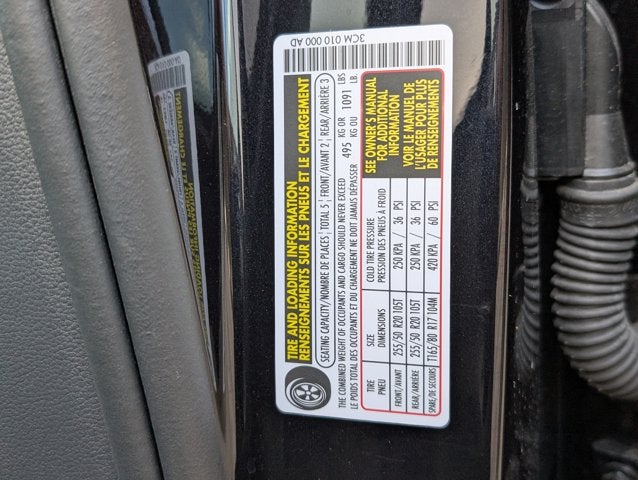 3CM 010 000 AD
TIRE AND LOADING INFORMATION
RENSEIGNEMENTS SUR LES PNEUS ET LE CHARGEMENT
SEATING CAPACITY/NOMBRE DE PLACES TOTAL 5 FRONT/AVANT 2 REAR/ARRIÈRE 3
THE COMBINED WEIGHT OF OCCUPANTS AND CARGO SHOULD NEVER EXCEED 495 KG OR 1091 LBS
LE POIDS TOTAL DES OCCUPANTS ET DU CHARGEMENT NE DOIT JAMAIS DÉPASSER 495 KG OU 1091 LB.
TIRE SIZE COLD TIRE PRESSURE
PNEU DIMENSIONS PRESSION DES PNEUS À FROID
FRONT/AVANT 255/50 R20 105T 250 KPA / 36 PSI
REAR/ARRIÈRE 255/50 R20 105T 250 KPA / 36 PSI
SPARE/DE SECOURS T165/80 R17 104M 420 KPA / 60 PSI
SEE OWNER'S MANUAL
FOR ADDITIONAL
INFORMATION
VOIR LE MANUEL DE
L'USAGER POUR PLUS
DE RENSEIGNEMENTS